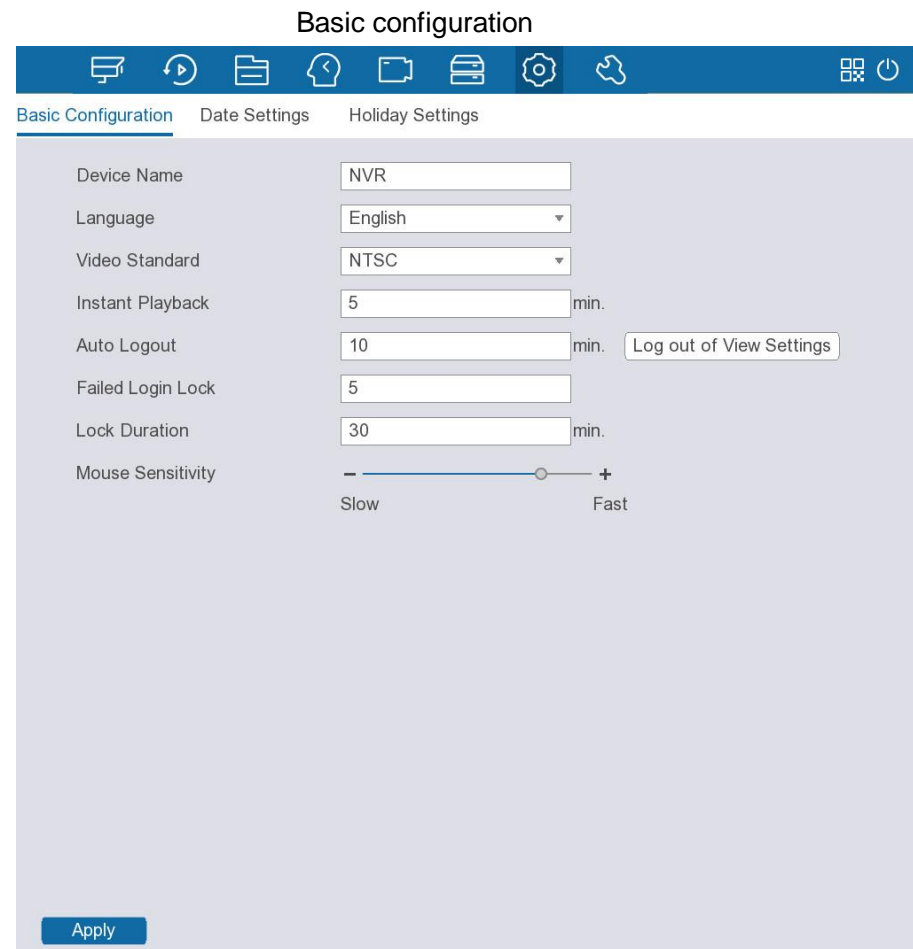 Basic configuration
Basic Configuration Date Settings Holiday Settings
Device Name NVR
Language English
Video Standard NTSC
Instant Playback 5 min.
Auto Logout 10 min. Log out of View Settings
Failed Login Lock 5
Lock Duration 30 min.
Mouse Sensitivity
Slow Fast
Apply